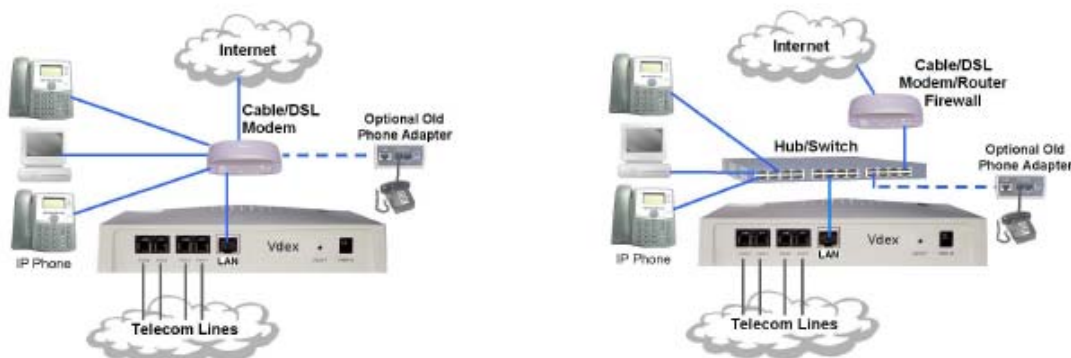 Internet
Cable/DSL
Modem
Optional Old
Phone Adapter
Vdex
LAN
IP Phone
Telecom Lines
Internet
Cable/DSL
Modem/Router
Firewall
Hub/Switch
Optional Old
Phone Adapter
Vdex
LAN
IP Phone
Telecom Lines